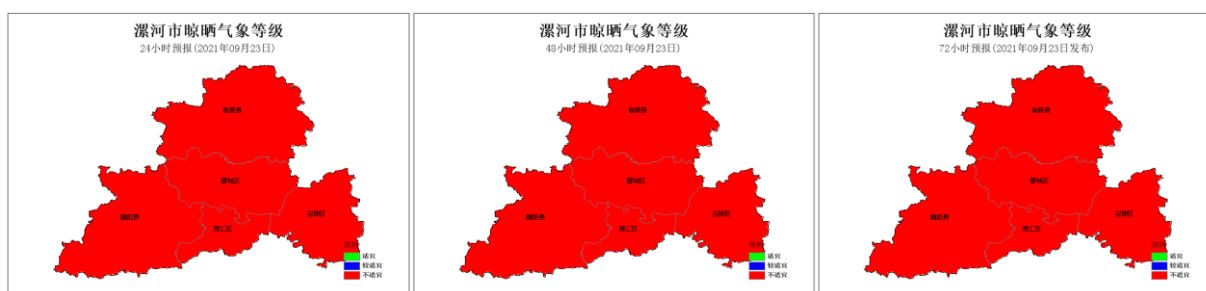 漯河市晾晒气象等级
24小时预报(2021年09月23日)
临颍县
郾城区
舞阳县
召陵区
源汇区
图例
适宜
较适宜
不适宜
漯河市晾晒气象等级
48小时预报(2021年09月23日)
临颍县
郾城区
舞阳县
召陵区
源汇区
图例
适宜
较适宜
不适宜
漯河市晾晒气象等级
72小时预报(2021年09月23日发布)
临颍县
郾城区
舞阳县
召陵区
源汇区
图例
适宜
较适宜
不适宜